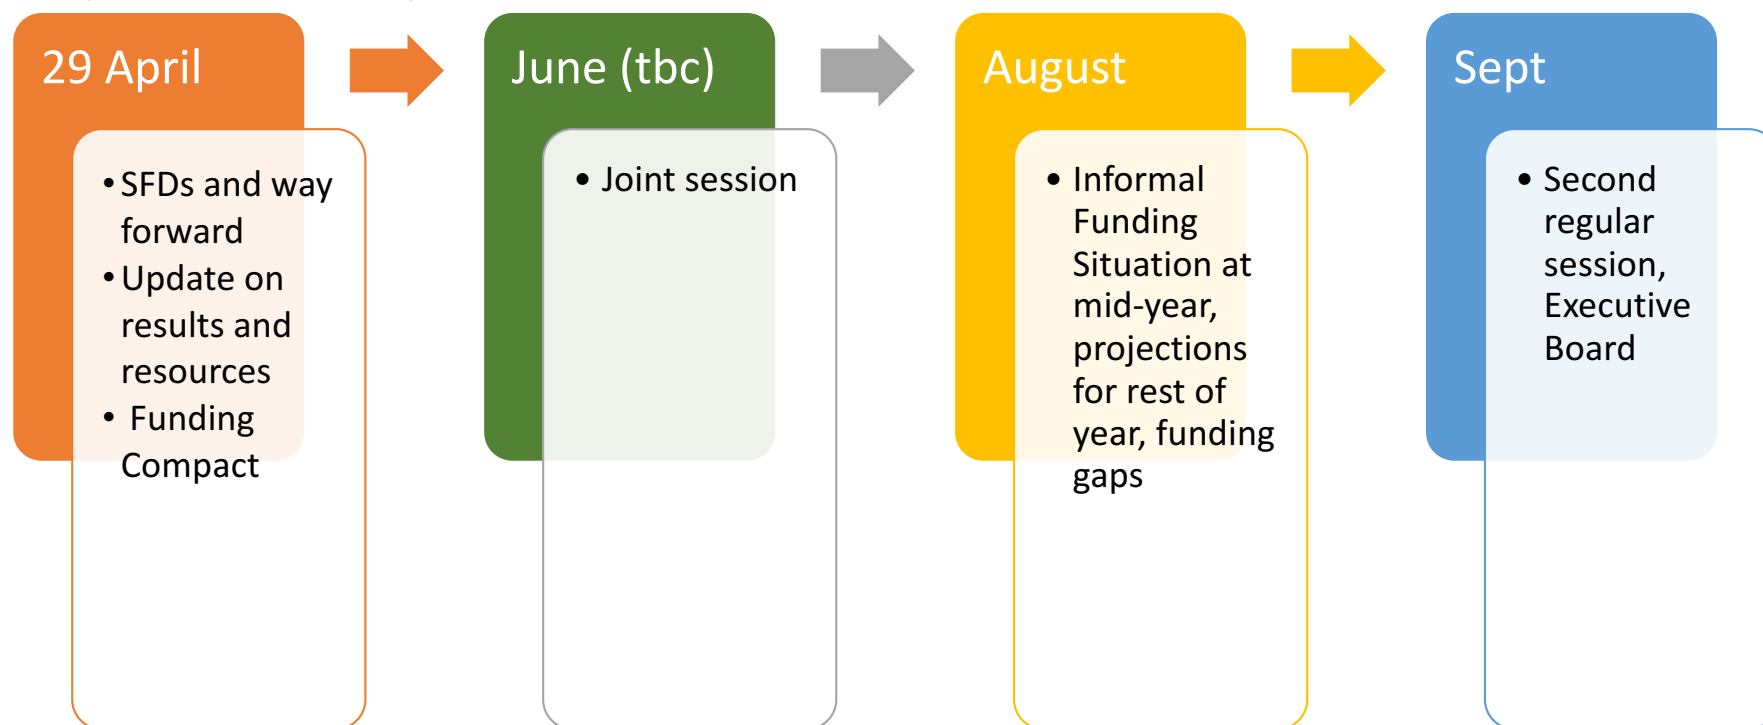 29 April
• SFDs and way
forward
• Update on
results and
resources
• Funding
Compact
June (tbc)
• Joint session
August
• Informal
Funding
Situation at
mid-year,
projections
for rest of
year, funding
gaps
Sept
• Second
regular
session,
Executive
Board